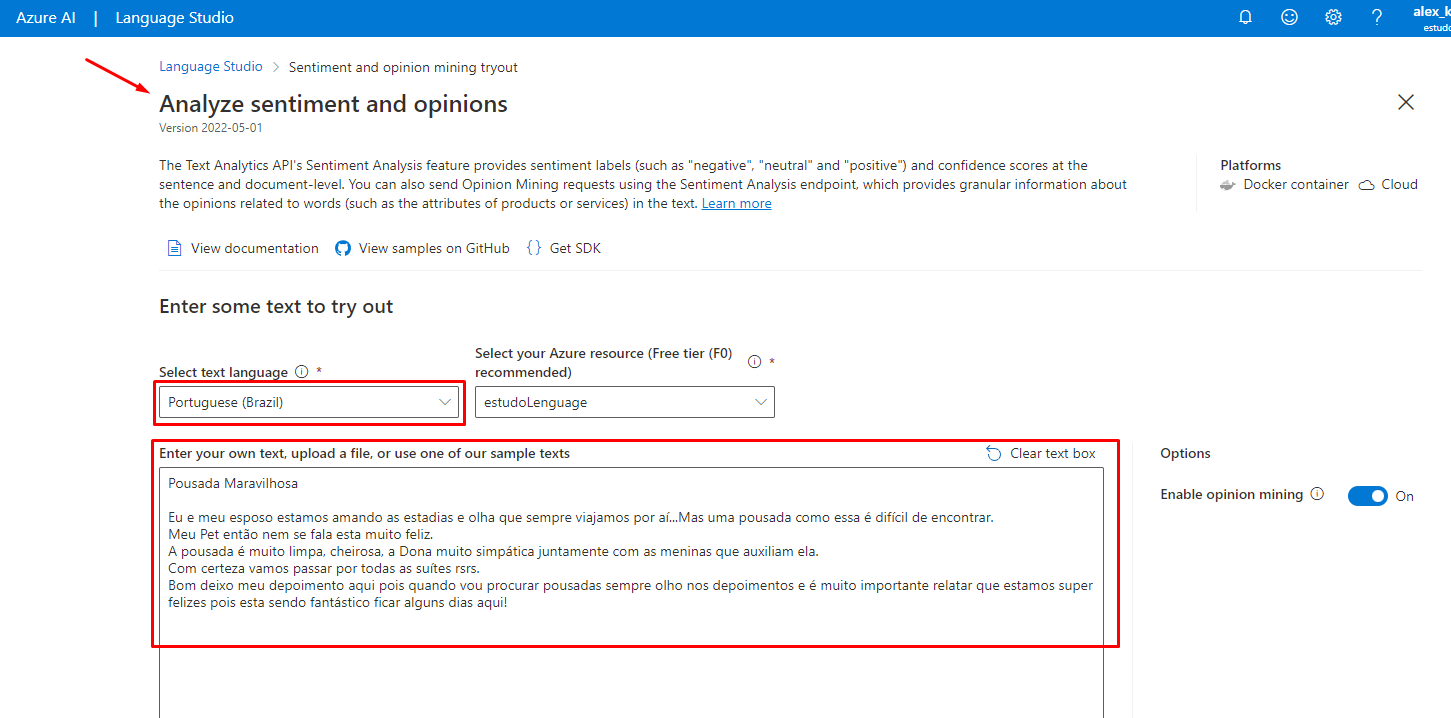 Azure AI | Language Studio
alex_k
estudo
Language Studio > Sentiment and opinion mining tryout
Analyze sentiment and opinions
Version 2022-05-01
The Text Analytics API's Sentiment Analysis feature provides sentiment labels (such as "negative", "neutral" and "positive") and confidence scores at the
sentence and document-level. You can also send Opinion Mining requests using the Sentiment Analysis endpoint, which provides granular information about
the opinions related to words (such as the attributes of products or services) in the text. Learn more
Platforms
Docker container Cloud
View documentation View samples on GitHub Get SDK
Enter some text to try out
Select text language *
Portuguese (Brazil)
Select your Azure resource (Free tier (F0)
recommended) *
estudoLenguage
Enter your own text, upload a file, or use one of our sample texts Clear text box
Pousada Maravilhosa
Eu e meu esposo estamos amando as estadias e olha que sempre viajamos por aí...Mas uma pousada como essa é difícil de encontrar.
Meu Pet então nem se fala esta muito feliz.
A pousada é muito limpa, cheirosa, a Dona muito simpática juntamente com as meninas que auxiliam ela.
Com certeza vamos passar por todas as suítes rsrs.
Bom deixo meu depoimento aqui pois quando vou procurar pousadas sempre olho nos depoimentos e é muito importante relatar que estamos super
felizes pois esta sendo fantástico ficar alguns dias aqui!
Options
Enable opinion mining On